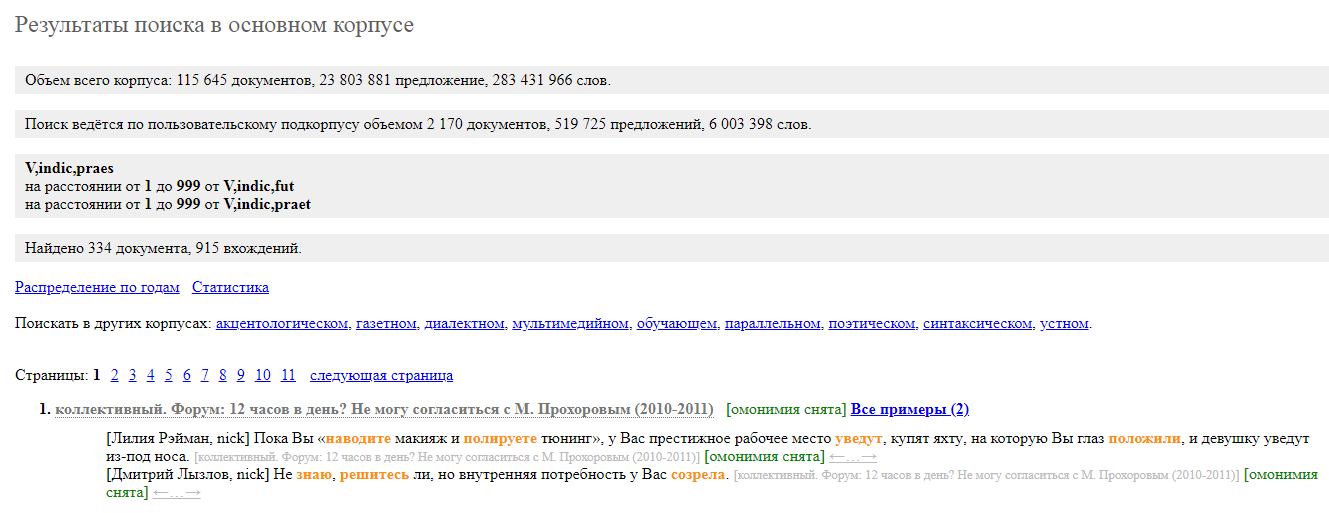 Результаты поиска в основном корпусе
Объем всего корпуса: 115 645 документов, 23 803 881 предложение, 283 431 966 слов.
Поиск ведётся по пользовательскому подкорпусу объемом 2 170 документов, 519 725 предложений, 6 003 398 слов.
V,indic,praes
на расстоянии от 1 до 999 от V,indic,fut
на расстоянии от 1 до 999 от V,indic,praet
Найдено 334 документа, 915 вхождений.
Распределение по годам Статистика
Поискать в других корпусах: акцентологическом, газетном, диалектном, мультимедийном, обучающем, параллельном, поэтическом, синтаксическом, устном.
Страницы: 1 2 3 4 5 6 7 8 9 10 11 следующая страница
1. коллективный. Форум: 12 часов в день? Не могу согласиться с М. Прохоровым (2010-2011) [омонимия снята] Все примеры (2)
[Лилия Рэйман, nick] Пока Вы «наводите макияж и полируете тюнинг», у Вас престижное рабочее место уведут, купят яхту, на которую Вы глаз положили, и девушку уведут
из-под носа. [коллективный. Форум: 12 часов в день? Не могу согласиться с М. Прохоровым (2010-2011)] [омонимия снята] ←…→
[Дмитрий Лызлов, nick] Не знаю, решитесь ли, но внутренняя потребность у Вас созрела. [коллективный. Форум: 12 часов в день? Не могу согласиться с М. Прохоровым (2010-2011)] [омонимия
снята] ←…→